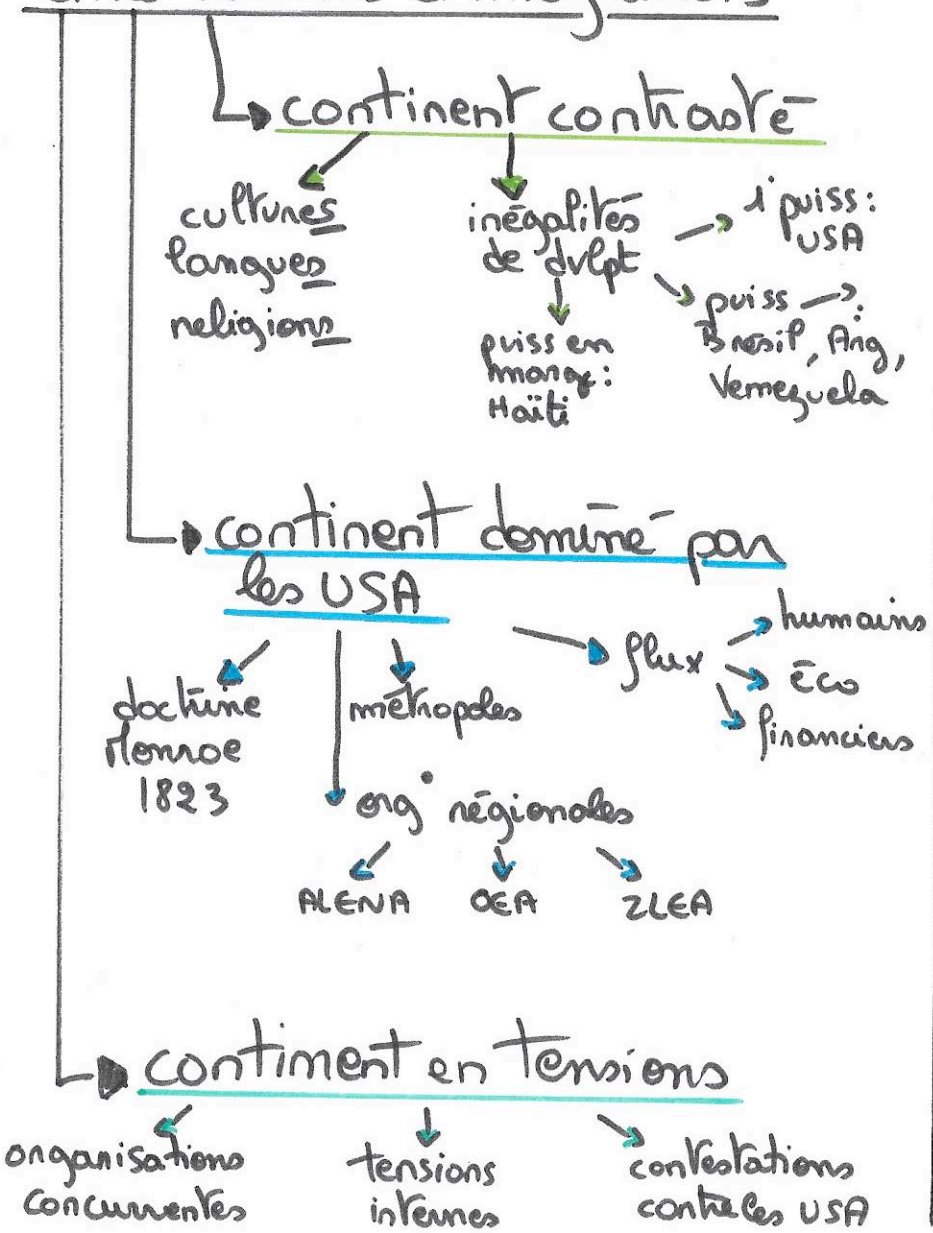 continent contrasté
cultures
langues
religions
inégalités
de dvlpt
1° puiss:
USA
puiss en
marge:
Haïti
puiss
Brésil, Arg,
Venezuela
continent dominé par
les USA
doctrine
Monroe
1823
métropoles
flux
humains
éco
financiers
org° régionales
ALENA
OEA
ZLEA
continent en tensions
organisations
concurrentes
tensions
internes
contestations
contre les USA